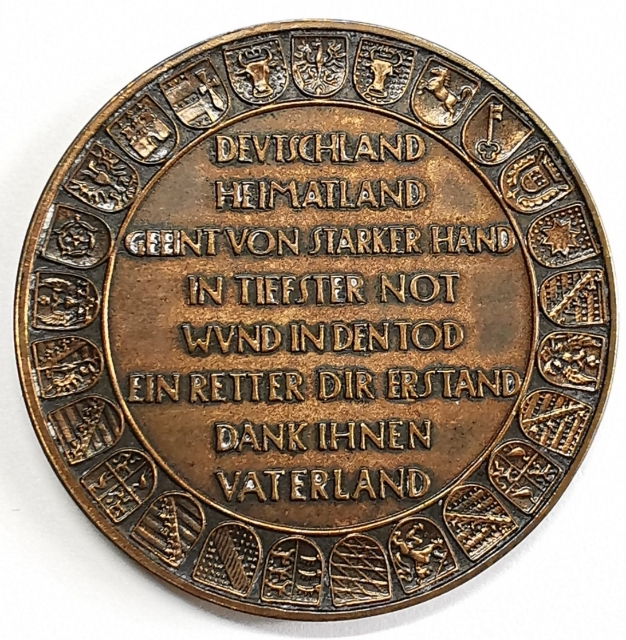 DEVTSCHLAND
HEIMATLAND
GEEINT VON STARKER HAND
IN TIEFSTER NOT
WVND IN DEN TOD
EIN RETTER DIR ERSTAND
DANK IHNEN
VATERLAND